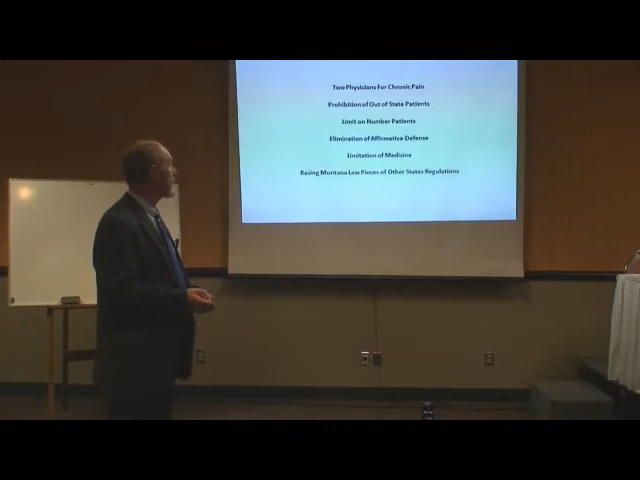 Two Physicians For Chronic Pain
Prohibition of Out of State Patients
Limit on Number Patients
Elimination of Affirmative Defense
Limitation of Medicine
Basing Montana Law Pieces of Other States Regulations